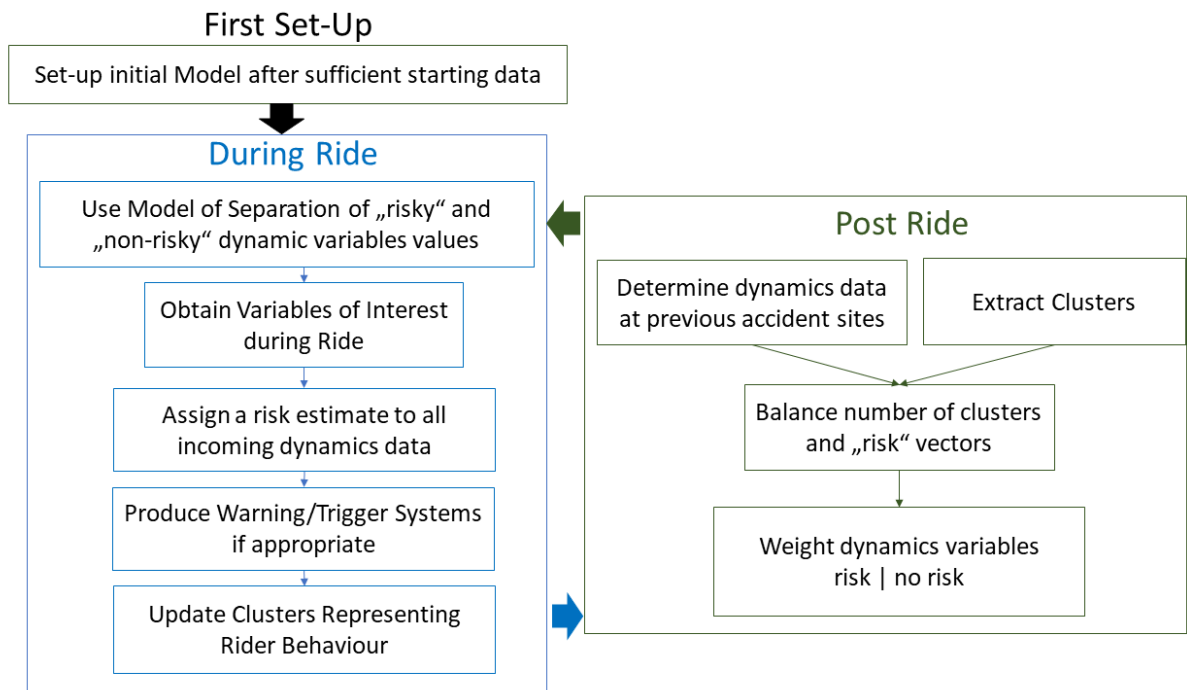 First Set-Up
Set-up initial Model after sufficient starting data
During Ride
Use Model of Separation of „risky“ and
„non-risky“ dynamic variables values
Obtain Variables of Interest
during Ride
Assign a risk estimate to all
incoming dynamics data
Produce Warning/Trigger Systems
if appropriate
Update Clusters Representing
Rider Behaviour
Post Ride
Determine dynamics data
at previous accident sites
Extract Clusters
Balance number of clusters
and „risk“ vectors
Weight dynamics variables
risk | no risk